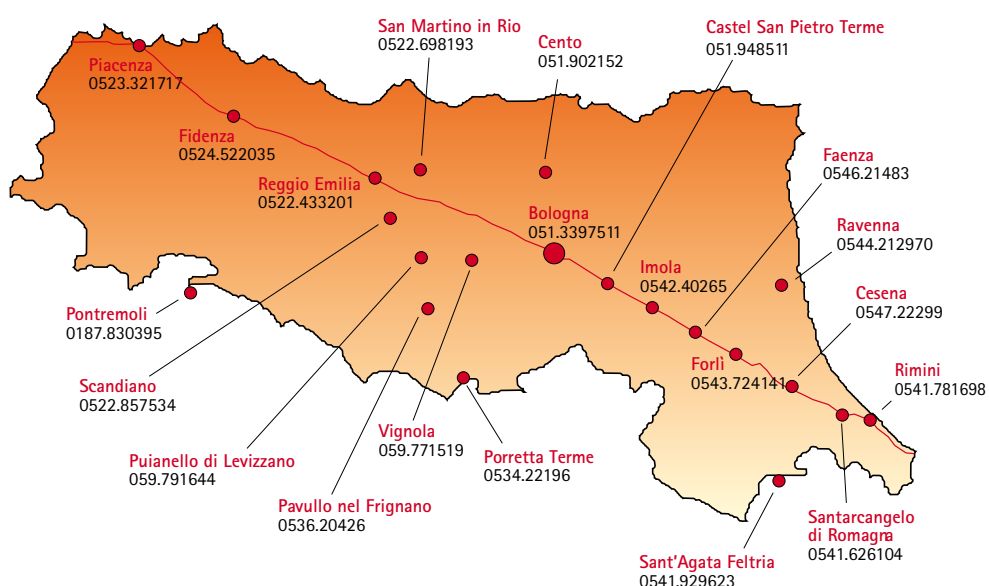 San Martino in Rio
0522.698193
Cento
051.902152
Castel San Pietro Terme
051.948511
Piacenza
0523.321717
Fidenza
0524.522035
Reggio Emilia
0522.433201
Bologna
051.3397511
Faenza
0546.21483
Ravenna
0544.212970
Imola
0542.40265
Cesena
0547.22299
Pontremoli
0187.830395
Scandiano
0522.857534
Forlì
0543.724141
Rimini
0541.781698
Puianello di Levizzano
059.791644
Vignola
059.771519
Porretta Terme
0534.22196
Pavullo nel Frignano
0536.20426
Santarcangelo
di Romagna
0541.626104
Sant'Agata Feltria
0541.929623